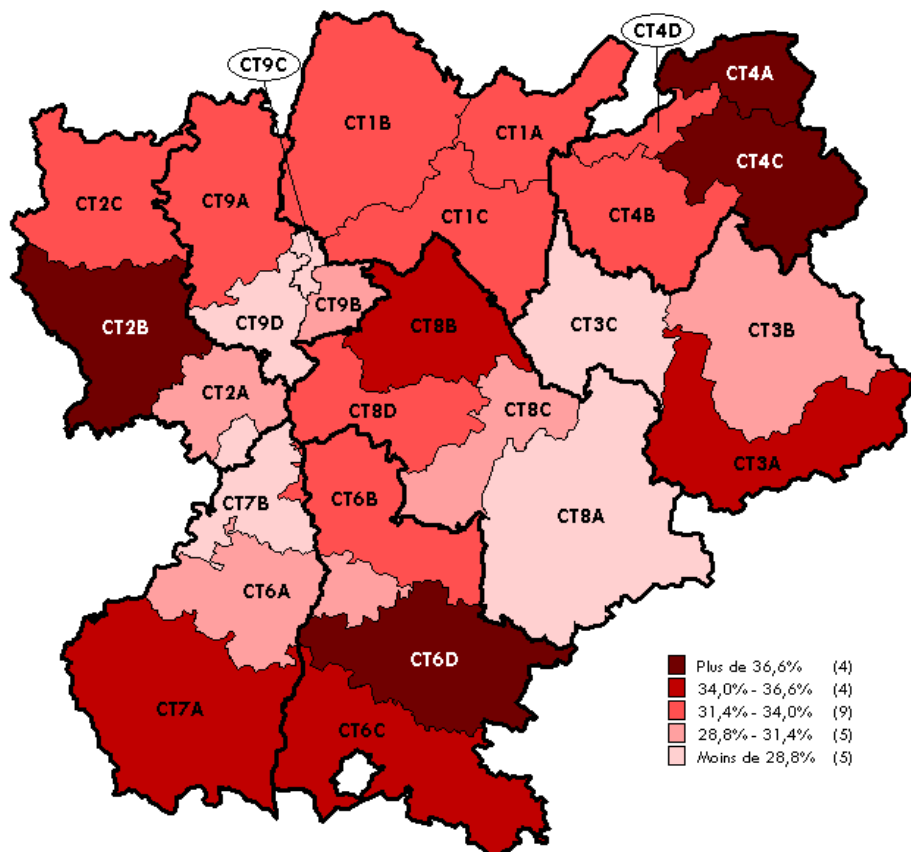 CT4D
CT9C
CT4A
CT1B
CT1A
CT4C
CT2C
CT9A
CT1C
CT4B
CT9B
CT9D
CT8B
CT3C
CT3B
CT2B
CT2A
CT8D
CT8C
CT3A
CT7B
CT6B
CT8A
CT6A
CT6D
CT7A
CT6C
Plus de 36,6% (4)
34,0% - 36,6% (4)
31,4% - 34,0% (9)
28,8% - 31,4% (5)
Moins de 28,8% (5)